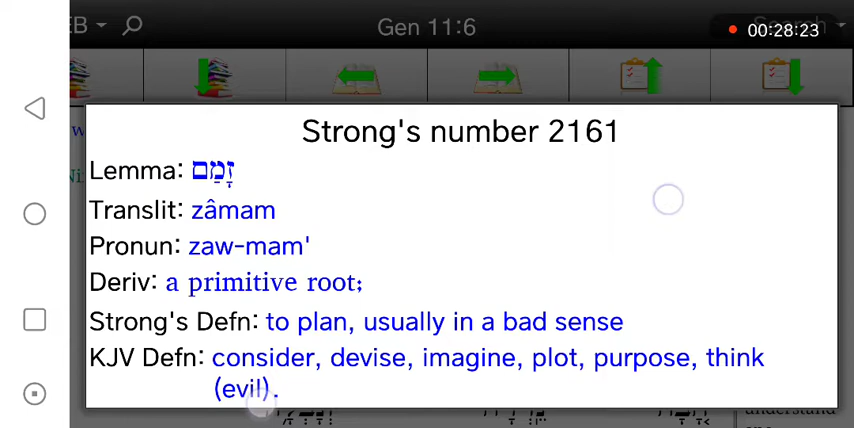 EB
Gen 11:6
00:28:23
Strong's number 2161
Lemma: זָמַם
Translit: zâmam
Pronun: zaw-mam'
Deriv: a primitive root;
Strong's Defn: to plan, usually in a bad sense
KJV Defn: consider, devise, imagine, plot, purpose, think
(evil).